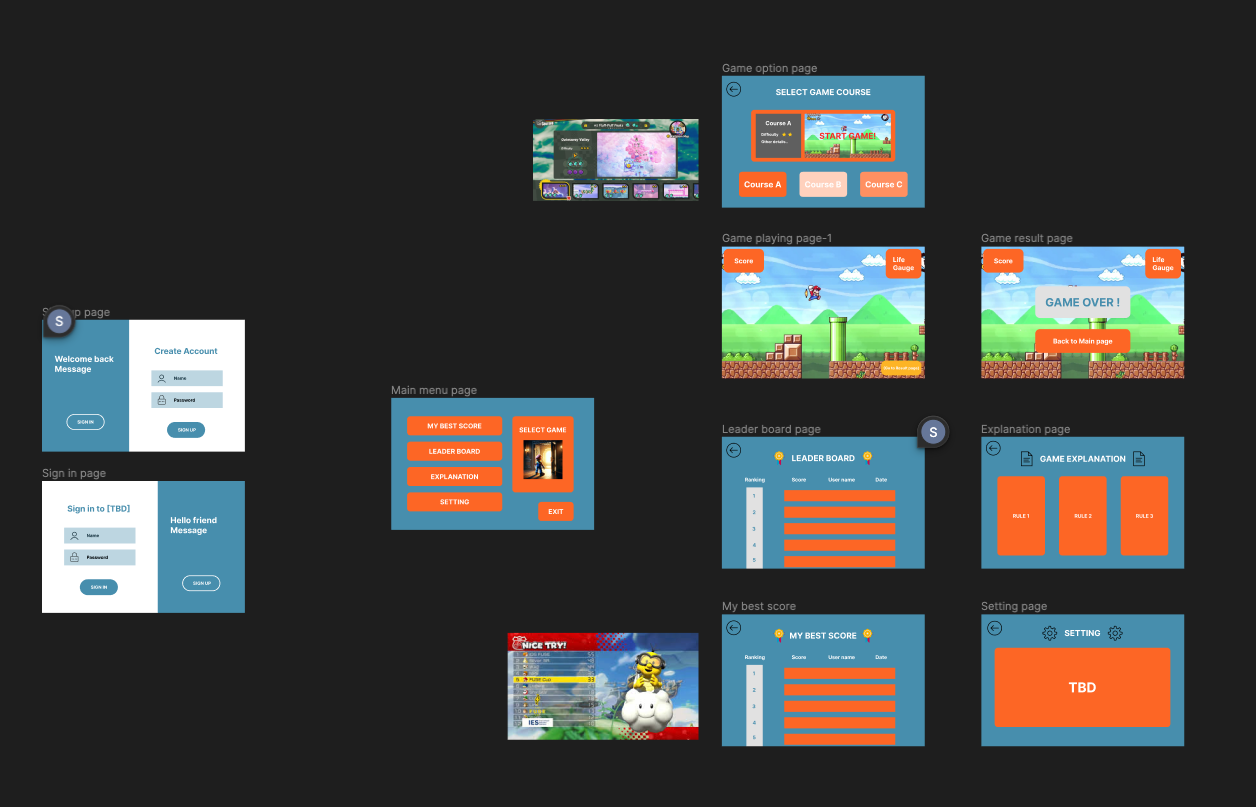 Game option page
SELECT GAME COURSE
Course A
Difficulty
Other details..
START GAME!
Course A
Course B
Course C
Game playing page-1
Score
Life
Gauge
Game result page
Score
Life
Gauge
GAME OVER !
Back to Main page
up page
S
Welcome back
Message
SIGN IN
Create Account
Name
Password
SIGN UP
Sign in page
Sign in to [TBD]
Name
Password
SIGN IN
Hello friend
Message
SIGN UP
Main menu page
MY BEST SCORE
LEADER BOARD
EXPLANATION
SETTING
SELECT GAME
EXIT
Leader board page
S
LEADER BOARD
Ranking
Score
User name
Date
1
2
3
4
5
Explanation page
GAME EXPLANATION
RULE 1
RULE 2
RULE 3
NICE TRY!
FUSE Cup
33
IES
My best score
MY BEST SCORE
Ranking
Score
User name
Date
1
2
3
4
5
Setting page
SETTING
TBD